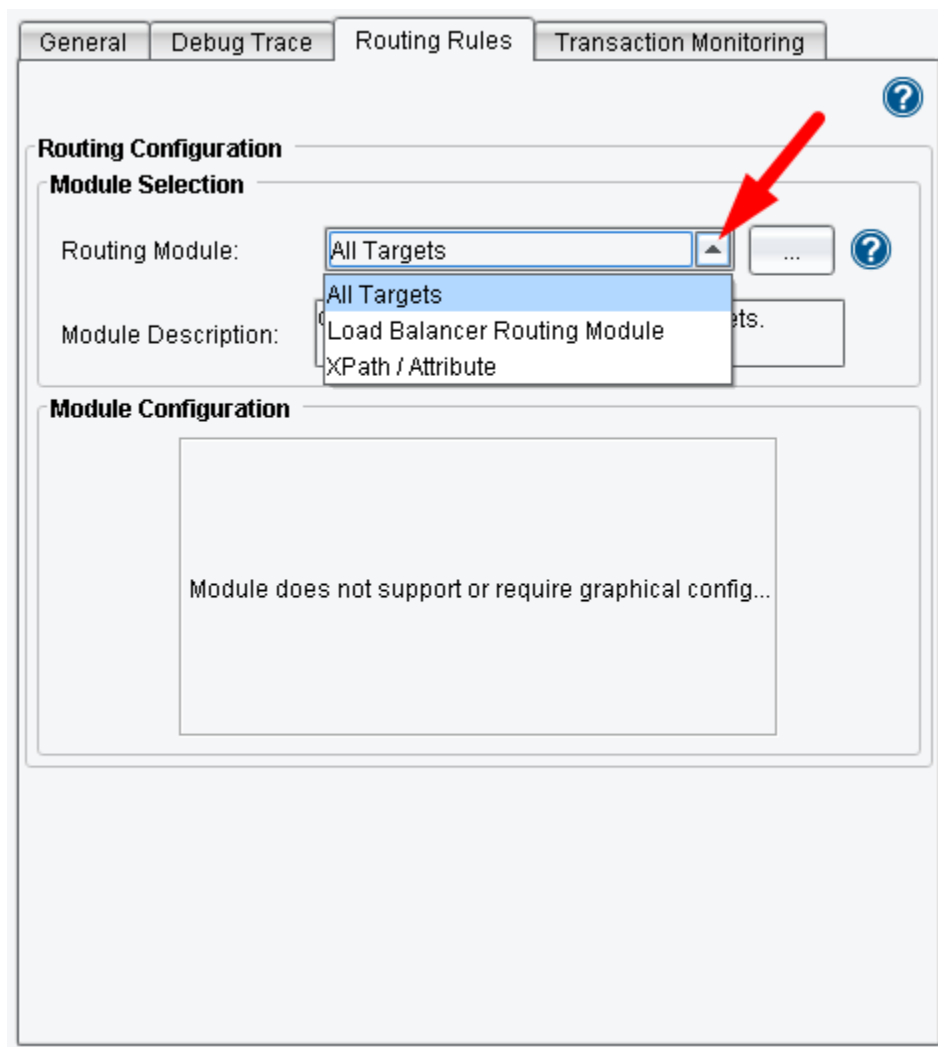 General Debug Trace Routing Rules Transaction Monitoring
?
Routing Configuration
Module Selection
Routing Module: All Targets ... ?
All Targets
Module Description: ets.
Load Balancer Routing Module
XPath / Attribute
Module Configuration
Module does not support or require graphical config...